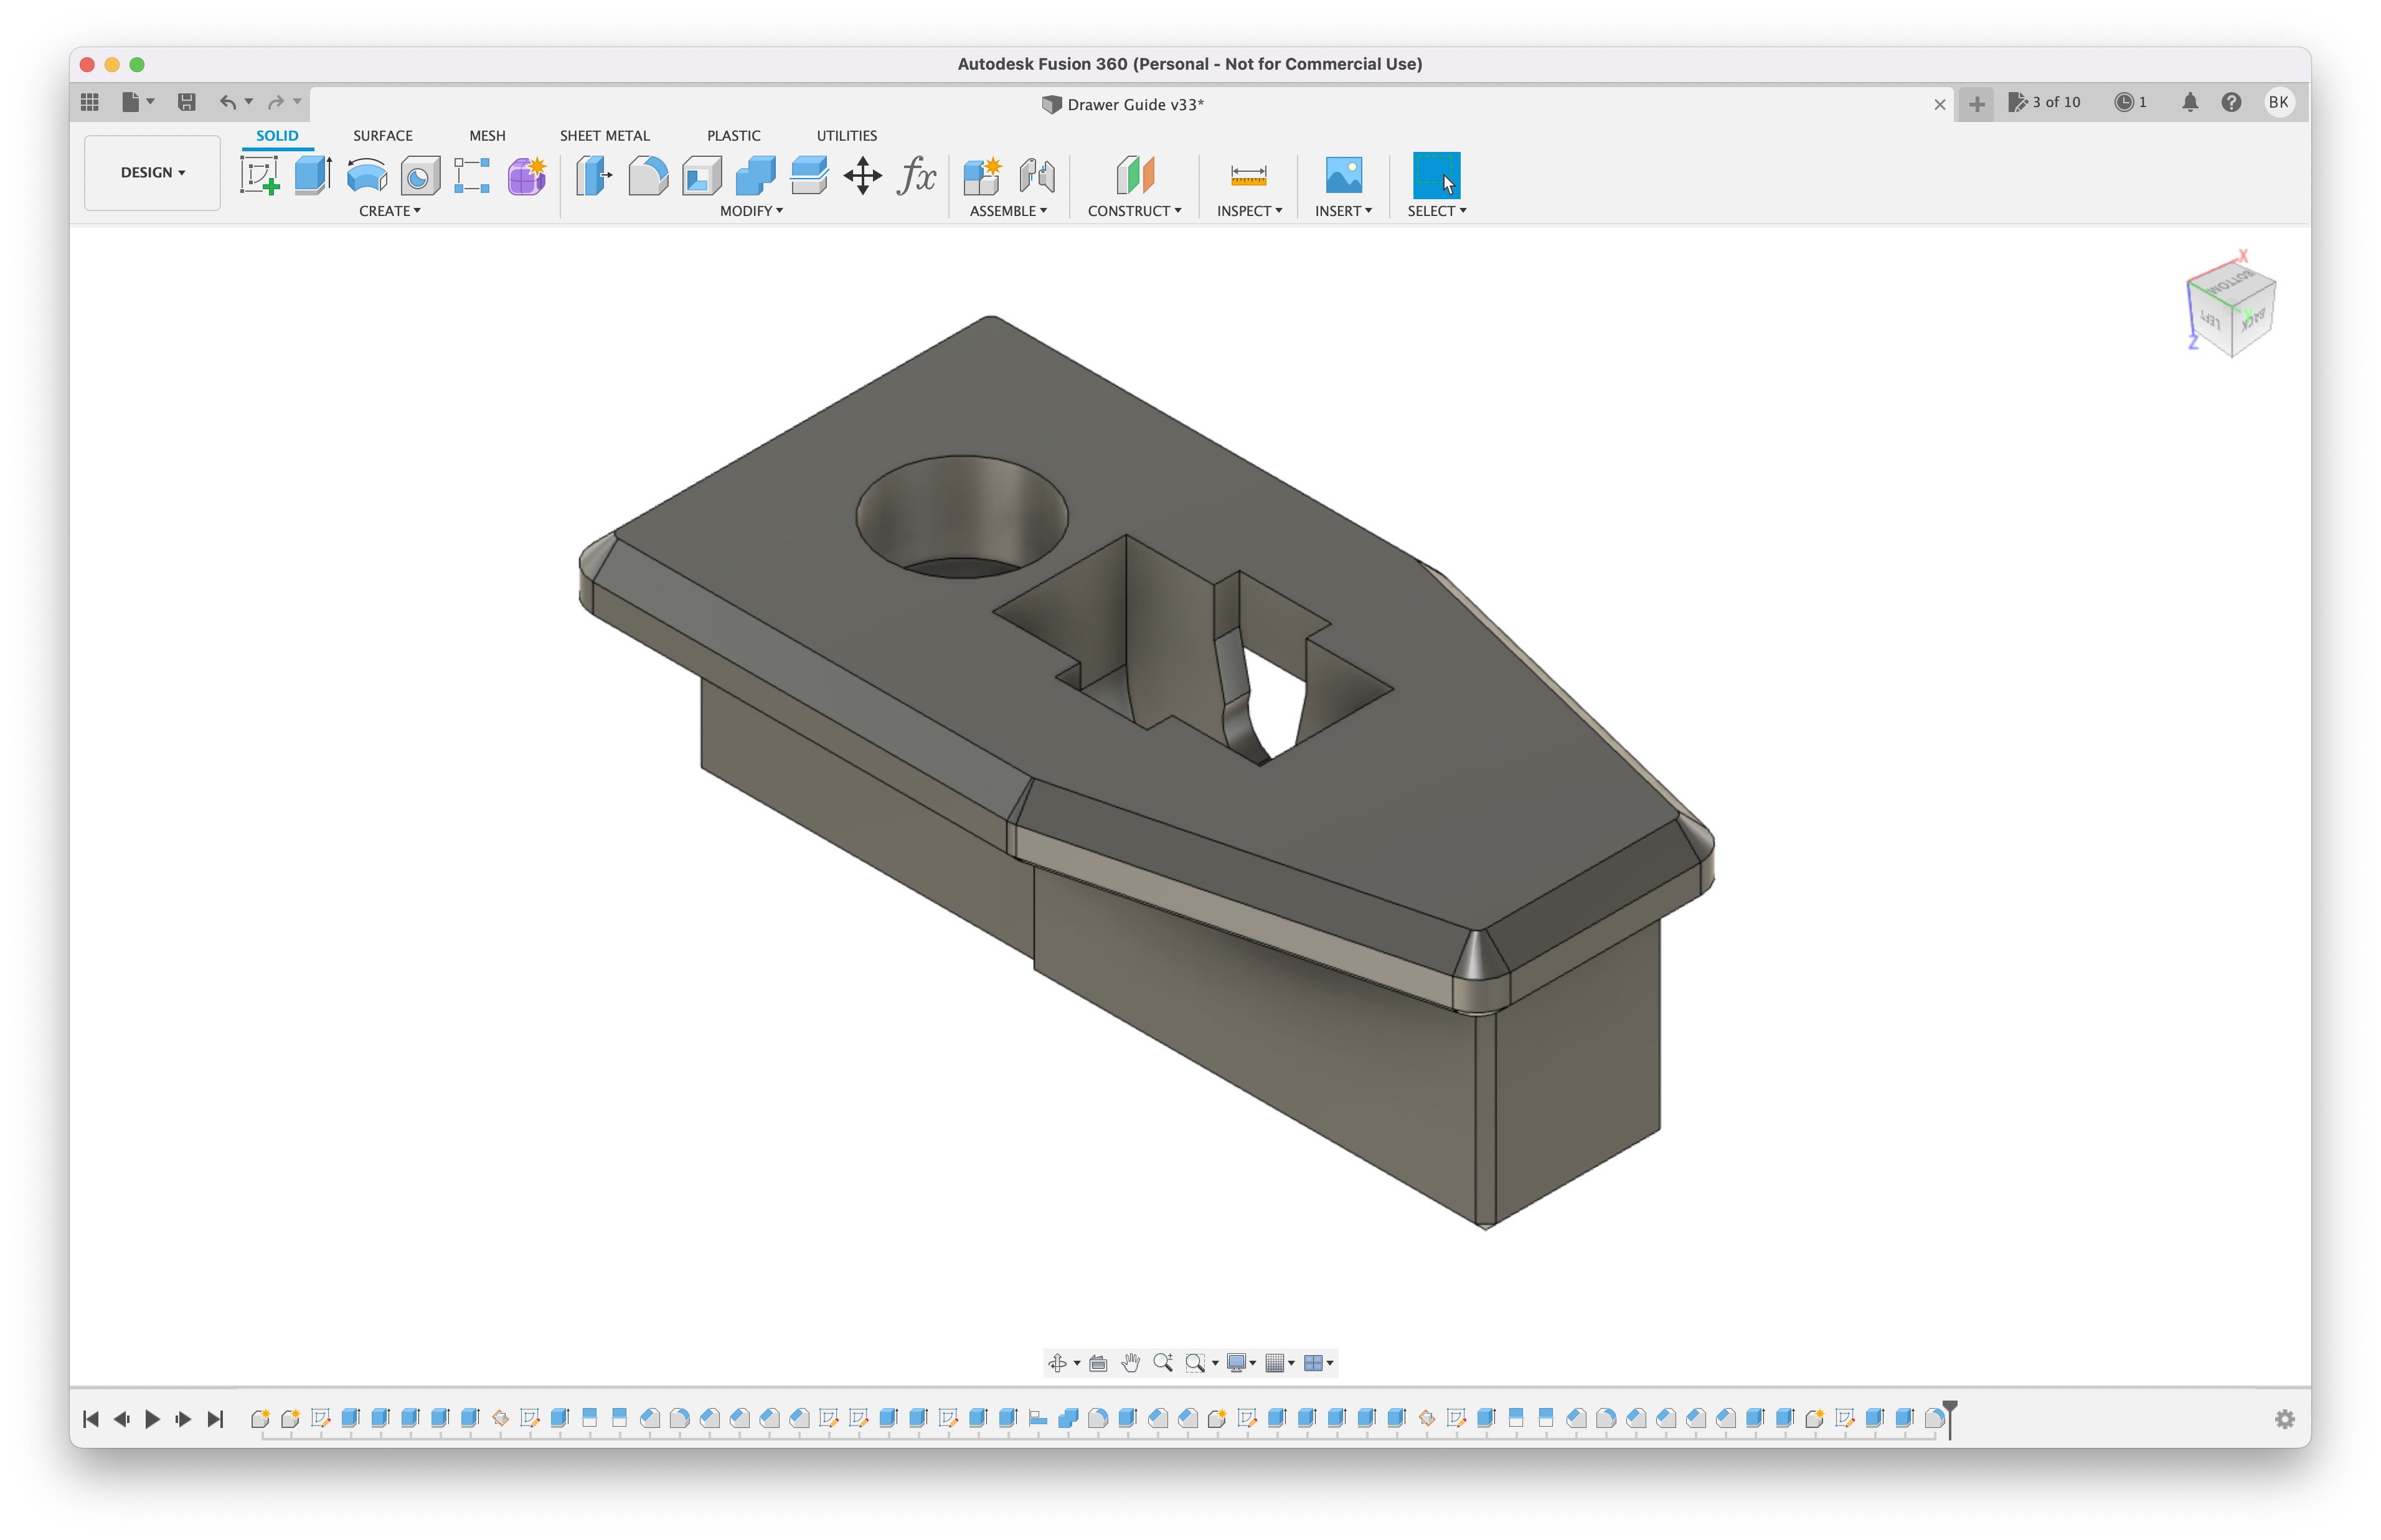 Autodesk Fusion 360 (Personal - Not for Commercial Use)
Drawer Guide v33*
3 of 10
1
BK
DESIGN
SOLID
SURFACE
MESH
SHEET METAL
PLASTIC
UTILITIES
fx
CREATE
MODIFY
ASSEMBLE
CONSTRUCT
INSPECT
INSERT
SELECT
X
BOTTOM
LEFT
BACK
Y
Z